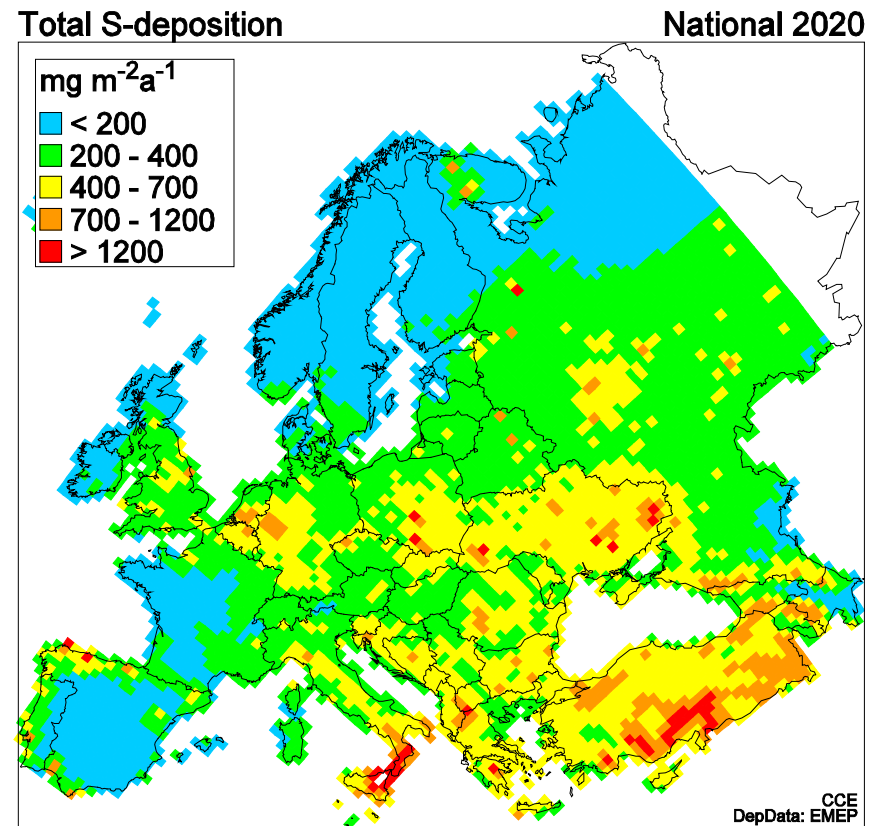 Total S-deposition
National 2020
mg m⁻²a⁻¹
< 200
200 - 400
400 - 700
700 - 1200
> 1200
CCE
DepData: EMEP